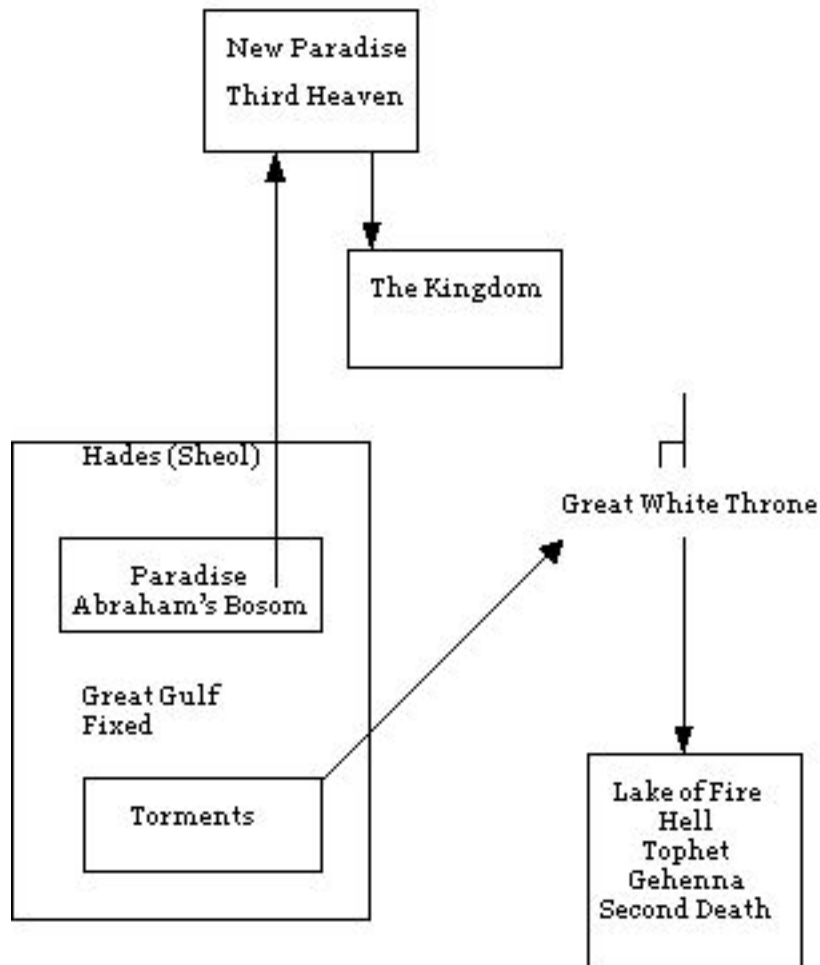 New Paradise
Third Heaven
The Kingdom
Hades (Sheol)
Great White Throne
Paradise
Abraham's Bosom
Great Gulf
Fixed
Torments
Lake of Fire
Hell
Tophet
Gehenna
Second Death